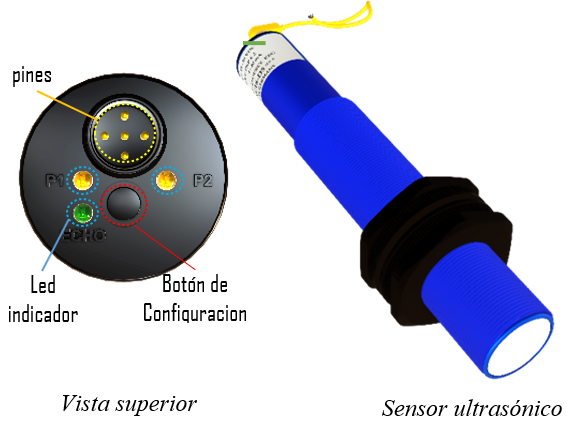 pines
P1
P2
ECHO
Led
indicador
Botón de
Configuracion
Vista superior
Sensor ultrasónico